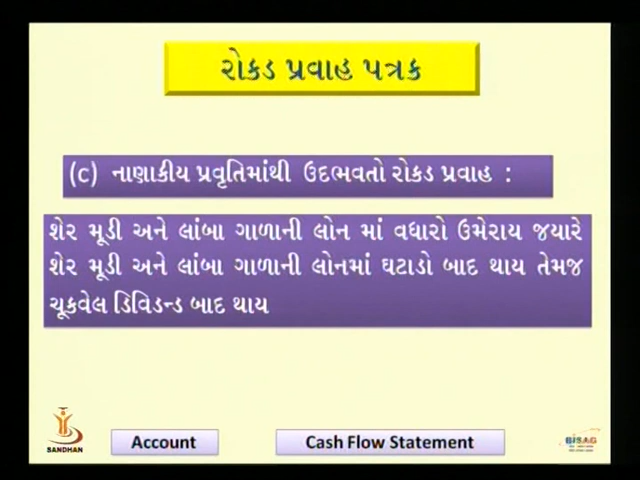 રોકડ પ્રવાહ પત્રક
(c) નાણાકીય પ્રવૃતિમાંથી ઉદભવતો રોકડ પ્રવાહ :
શેર મૂડી અને લાંબા ગાળાની લોન માં વધારો ઉમેરાય જયારે
શેર મૂડી અને લાંબા ગાળાની લોનમાં ઘટાડો બાદ થાય તેમજ
ચૂકવેલ ડિવિડન્ડ બાદ થાય
SANDHAN
Account
Cash Flow Statement
BISAG